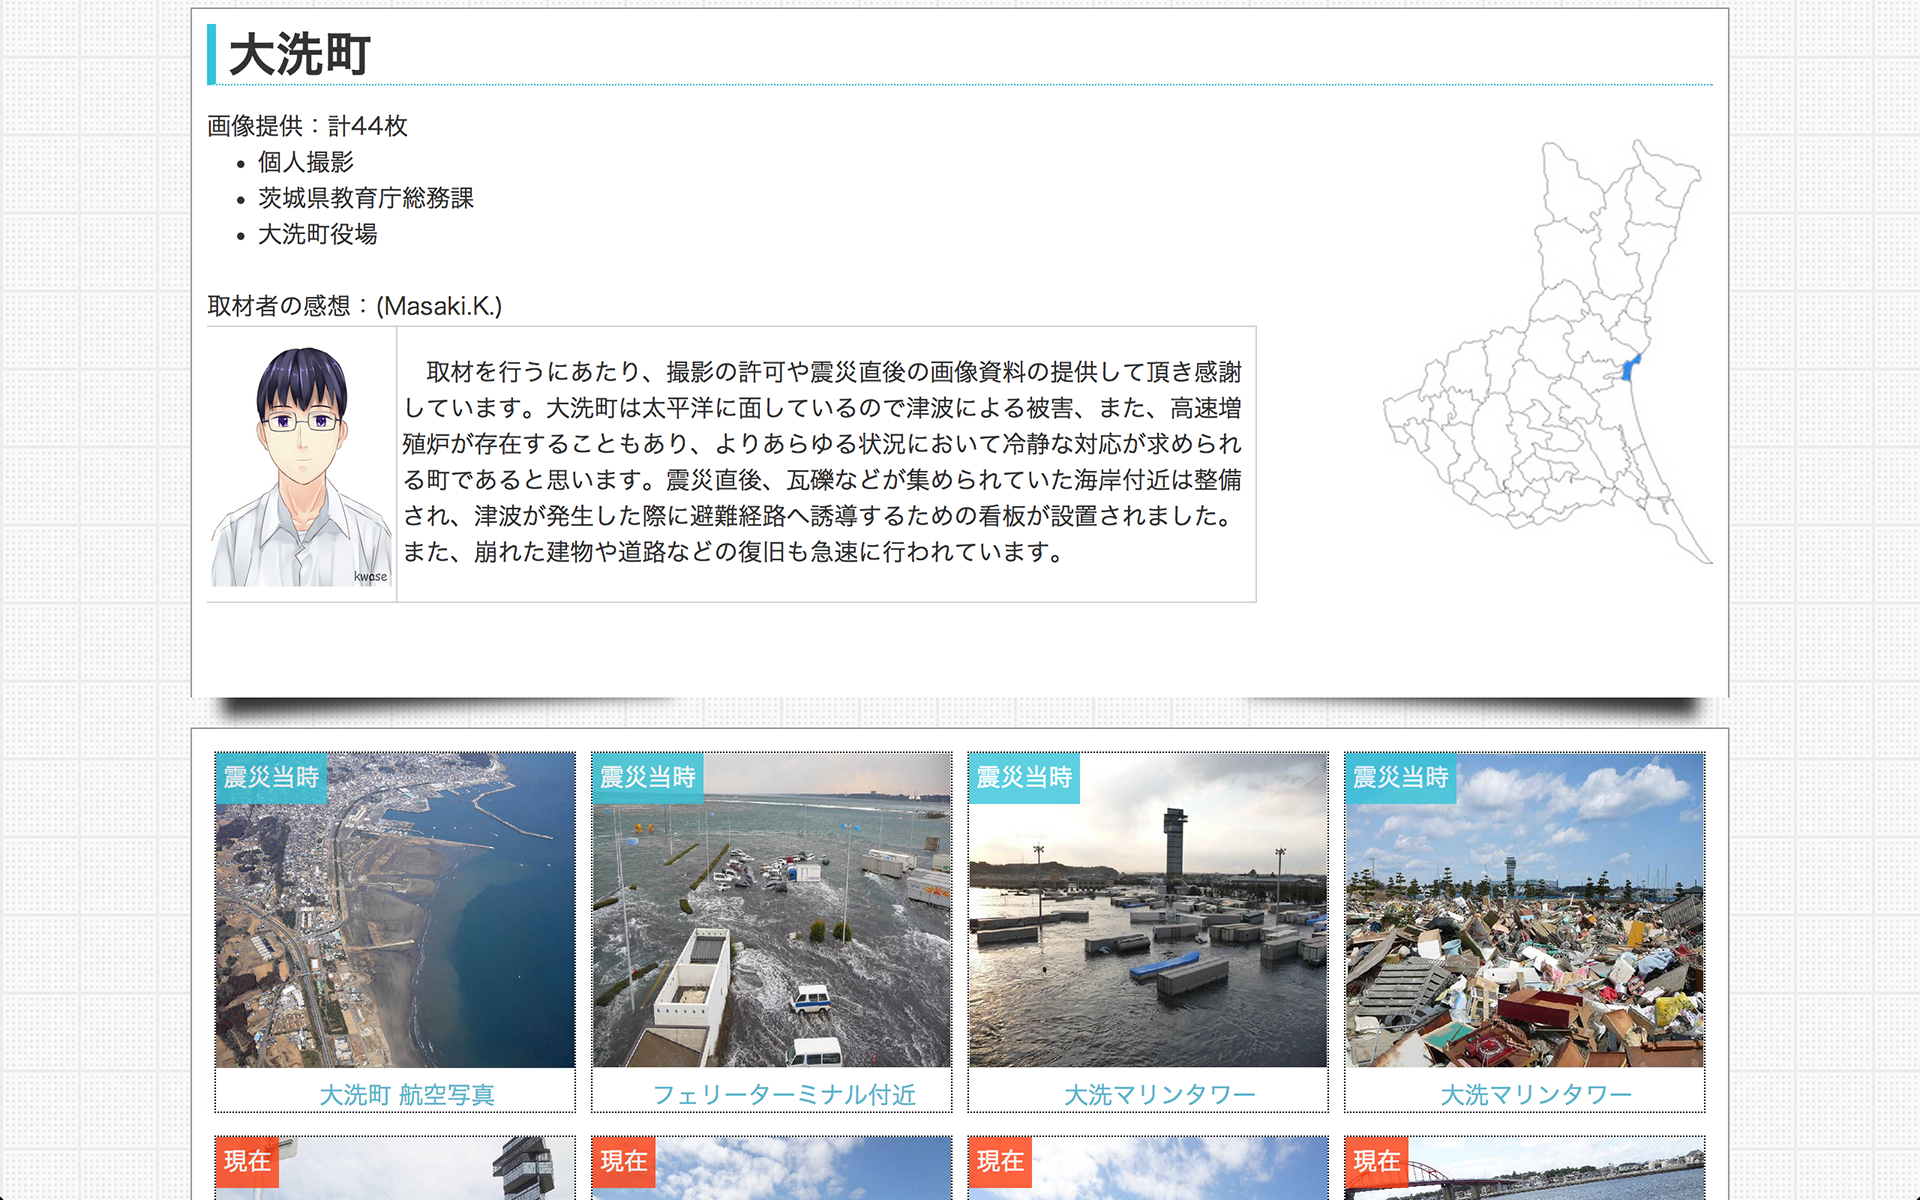 大洗町
画像提供：計44枚
• 個人撮影
• 茨城県教育庁総務課
• 大洗町役場
取材者の感想：(Masaki.K.)
取材を行うにあたり、撮影の許可や震災直後の画像資料の提供して頂き感謝
しています。大洗町は太平洋に面しているので津波による被害、また、高速増
殖炉が存在することもあり、よりあらゆる状況において冷静な対応が求められ
る町であると思います。震災直後、瓦礫などが集められていた海岸付近は整備
され、津波が発生した際に避難経路へ誘導するための看板が設置されました。
また、崩れた建物や道路などの復旧も急速に行われています。
kwase
震災当時
震災当時
震災当時
震災当時
大洗町 航空写真
フェリーターミナル付近
大洗マリンタワー
大洗マリンタワー
現在
現在
現在
現在